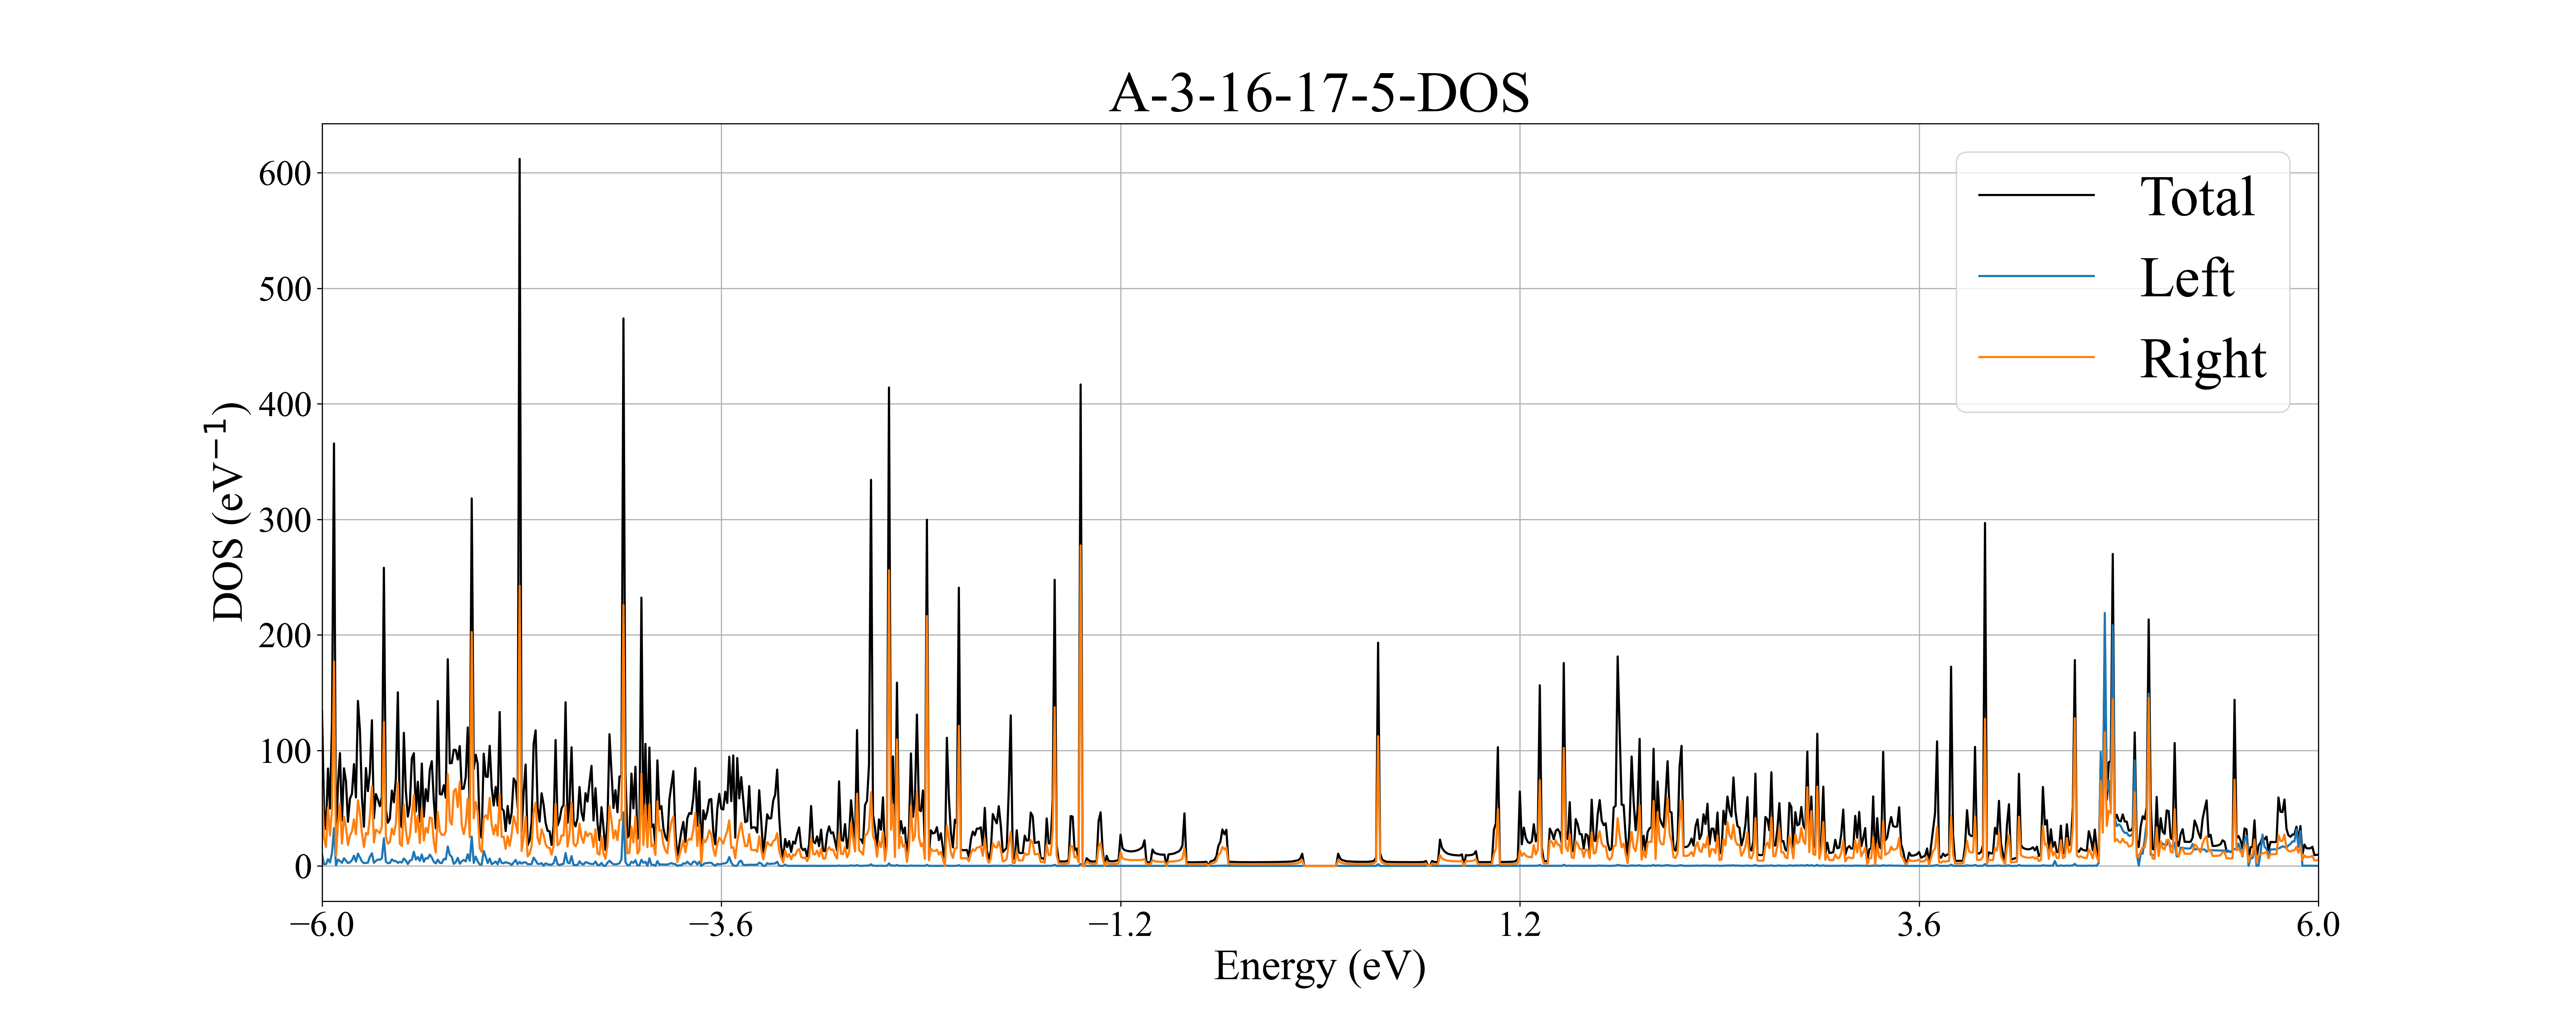 A-3-16-17-5-DOS
600
500
400
300
200
100
0
DOS (eV⁻¹)
Total
Left
Right
−6.0
−3.6
−1.2
1.2
3.6
6.0
Energy (eV)